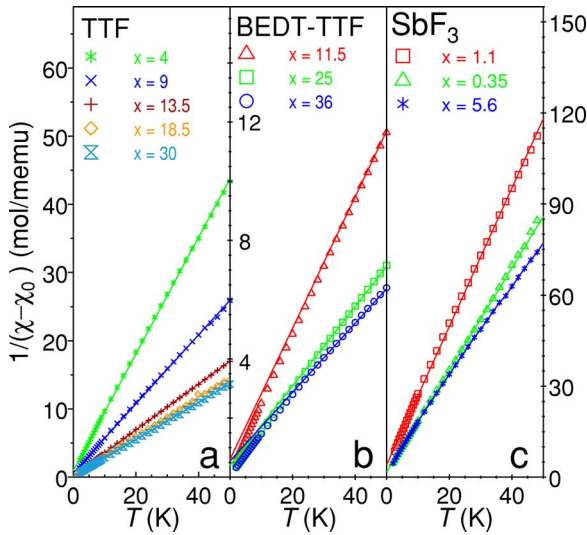 TTF
x = 4
x = 9
x = 13.5
x = 18.5
x = 30
BEDT-TTF
x = 11.5
x = 25
x = 36
SbF₃
x = 1.1
x = 0.35
x = 5.6
1/(χ−χ₀ ) (mol/memu)
60
50
40
30
20
10
0
12
8
4
150
120
90
60
30
0
a
b
c
0 20 40 0 20 40 0 20 40
T (K) T (K) T (K)